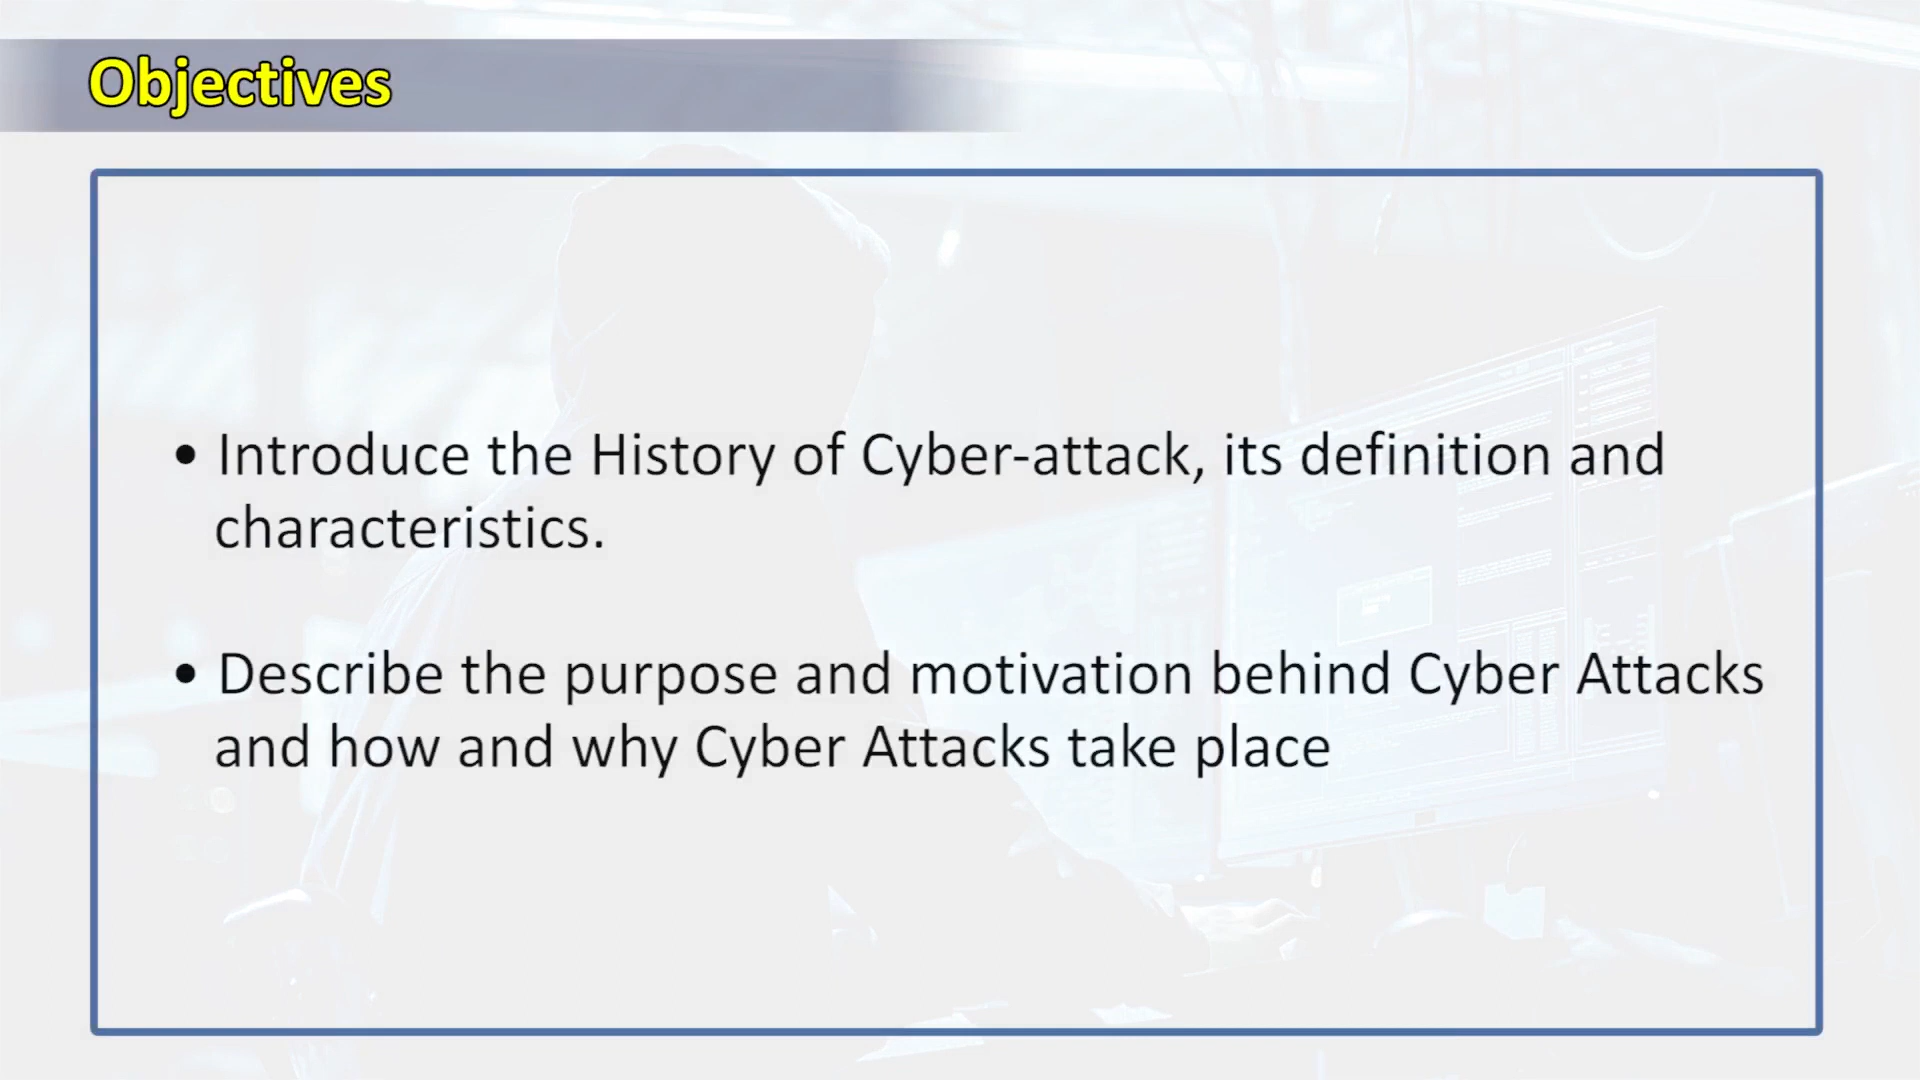 Objectives
• Introduce the History of Cyber-attack, its definition and
characteristics.
• Describe the purpose and motivation behind Cyber Attacks
and how and why Cyber Attacks take place